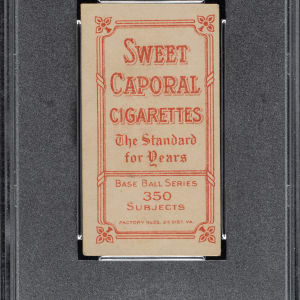 SWEET
CAPORAL
CIGARETTES
The Standard
for Years
BASE BALL SERIES
350
SUBJECTS
FACTORY No 25 2d DIST. VA.